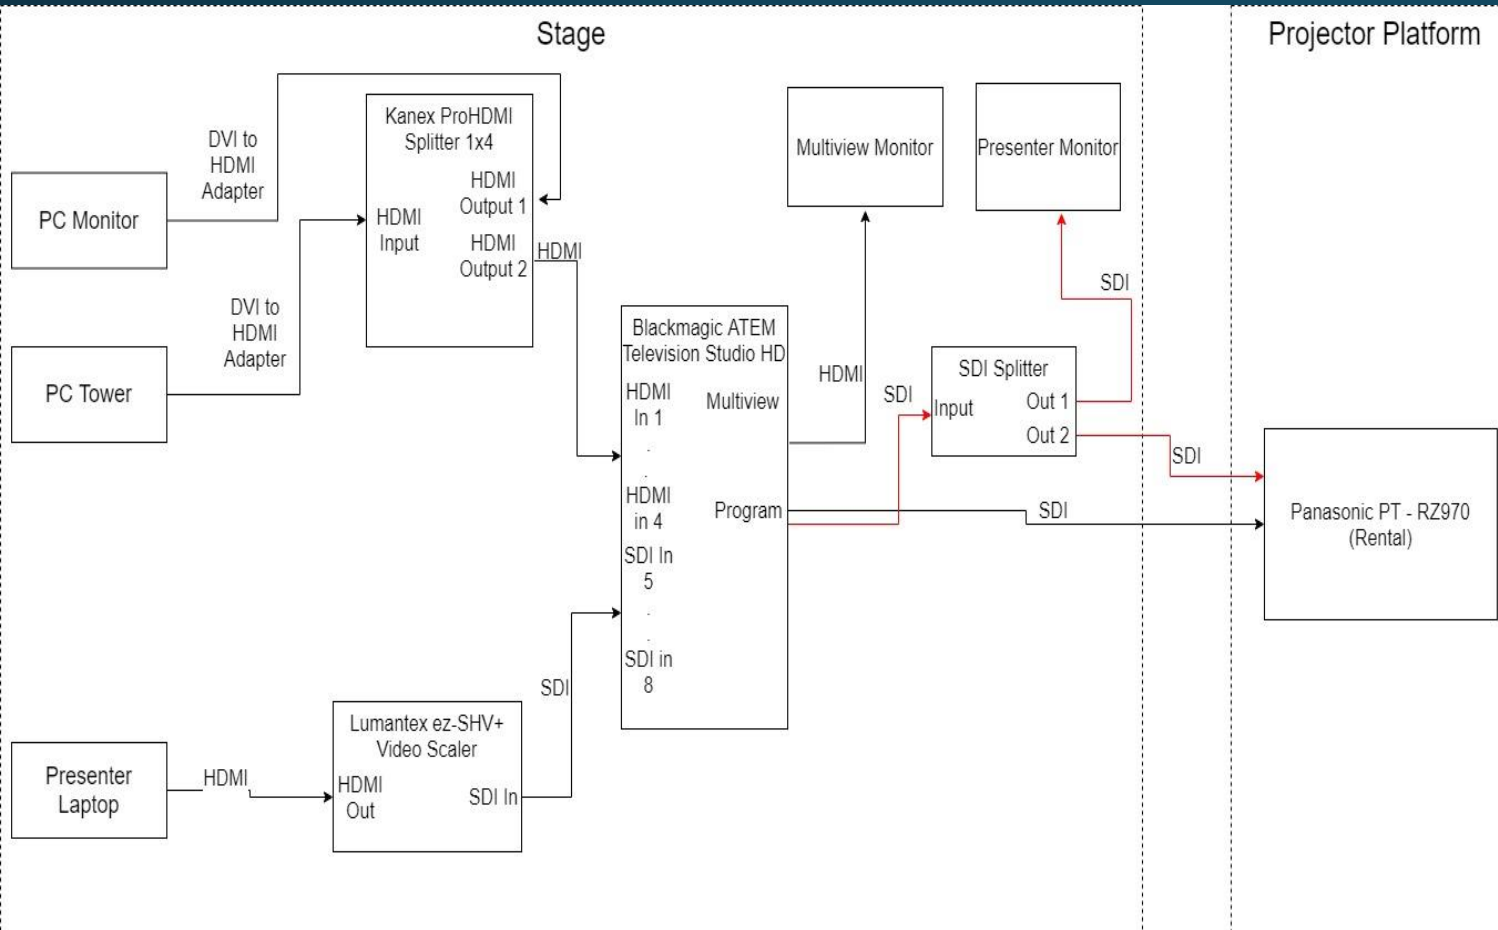 Stage
Projector Platform
PC Monitor
DVI to
HDMI
Adapter
PC Tower
DVI to
HDMI
Adapter
Kanex ProHDMI
Splitter 1x4
HDMI
Output 1
HDMI
Input
HDMI
Output 2
HDMI
Multiview Monitor
Presenter Monitor
Blackmagic ATEM
Television Studio HD
HDMI
In 1
.
.
HDMI
in 4
SDI In
5
.
.
SDI in
8
Multiview
Program
HDMI
SDI
SDI Splitter
Input
Out 1
Out 2
SDI
SDI
SDI
Panasonic PT - RZ970
(Rental)
Presenter
Laptop
HDMI
Lumantex ez-SHV+
Video Scaler
HDMI
Out
SDI In
SDI